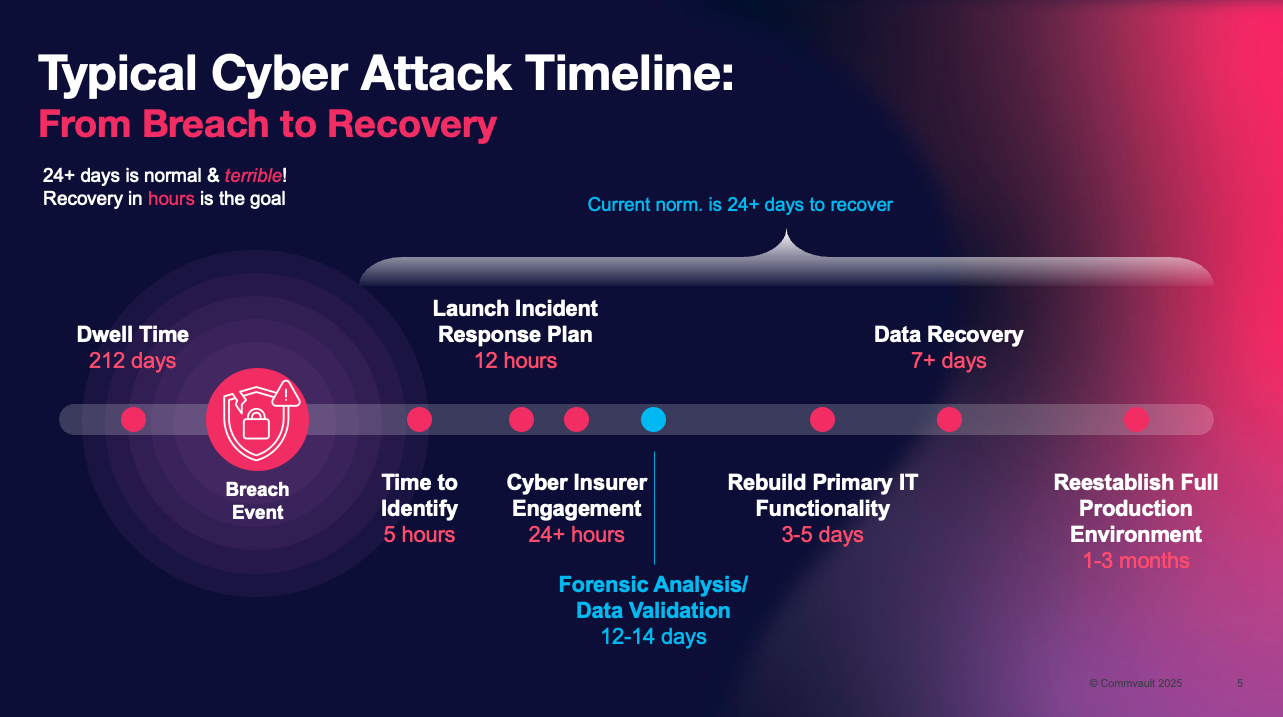 Typical Cyber Attack Timeline:
From Breach to Recovery
24+ days is normal & terrible!
Recovery in hours is the goal
Current norm. is 24+ days to recover
Dwell Time
212 days
Breach
Event
Time to
Identify
5 hours
Launch Incident
Response Plan
12 hours
Cyber Insurer
Engagement
24+ hours
Forensic Analysis/
Data Validation
12-14 days
Rebuild Primary IT
Functionality
3-5 days
Data Recovery
7+ days
Reestablish Full
Production
Environment
1-3 months
© Commvault 2025
5